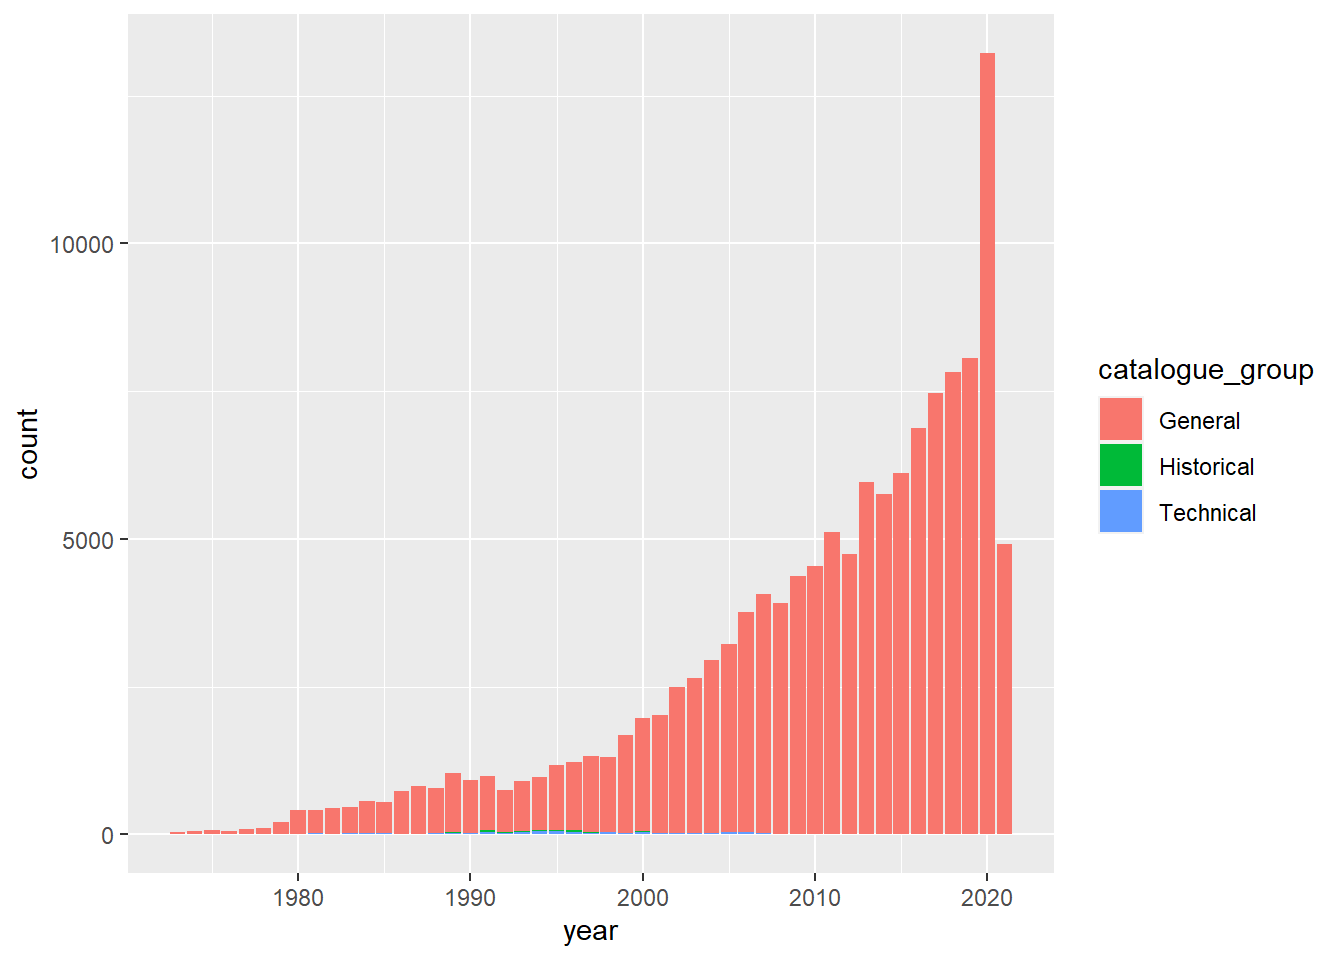 count
10000
5000
0
1980 1990 2000 2010 2020
year
catalogue_group
General
Historical
Technical